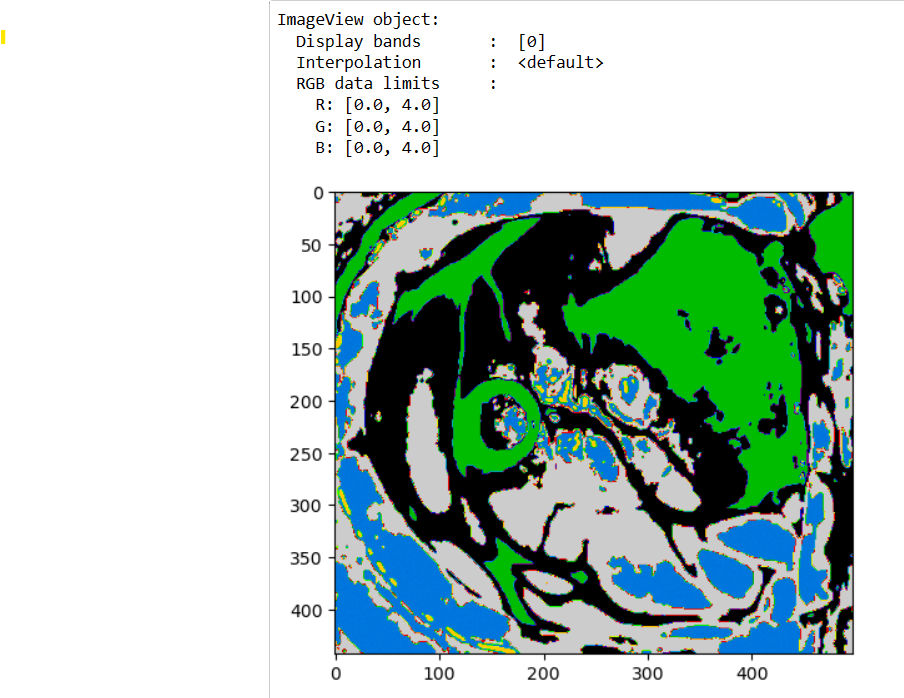 ImageView object:
Display bands : [0]
Interpolation : <default>
RGB data limits :
R: [0.0, 4.0]
G: [0.0, 4.0]
B: [0.0, 4.0]
0
50
100
150
200
250
300
350
400
0 100 200 300 400